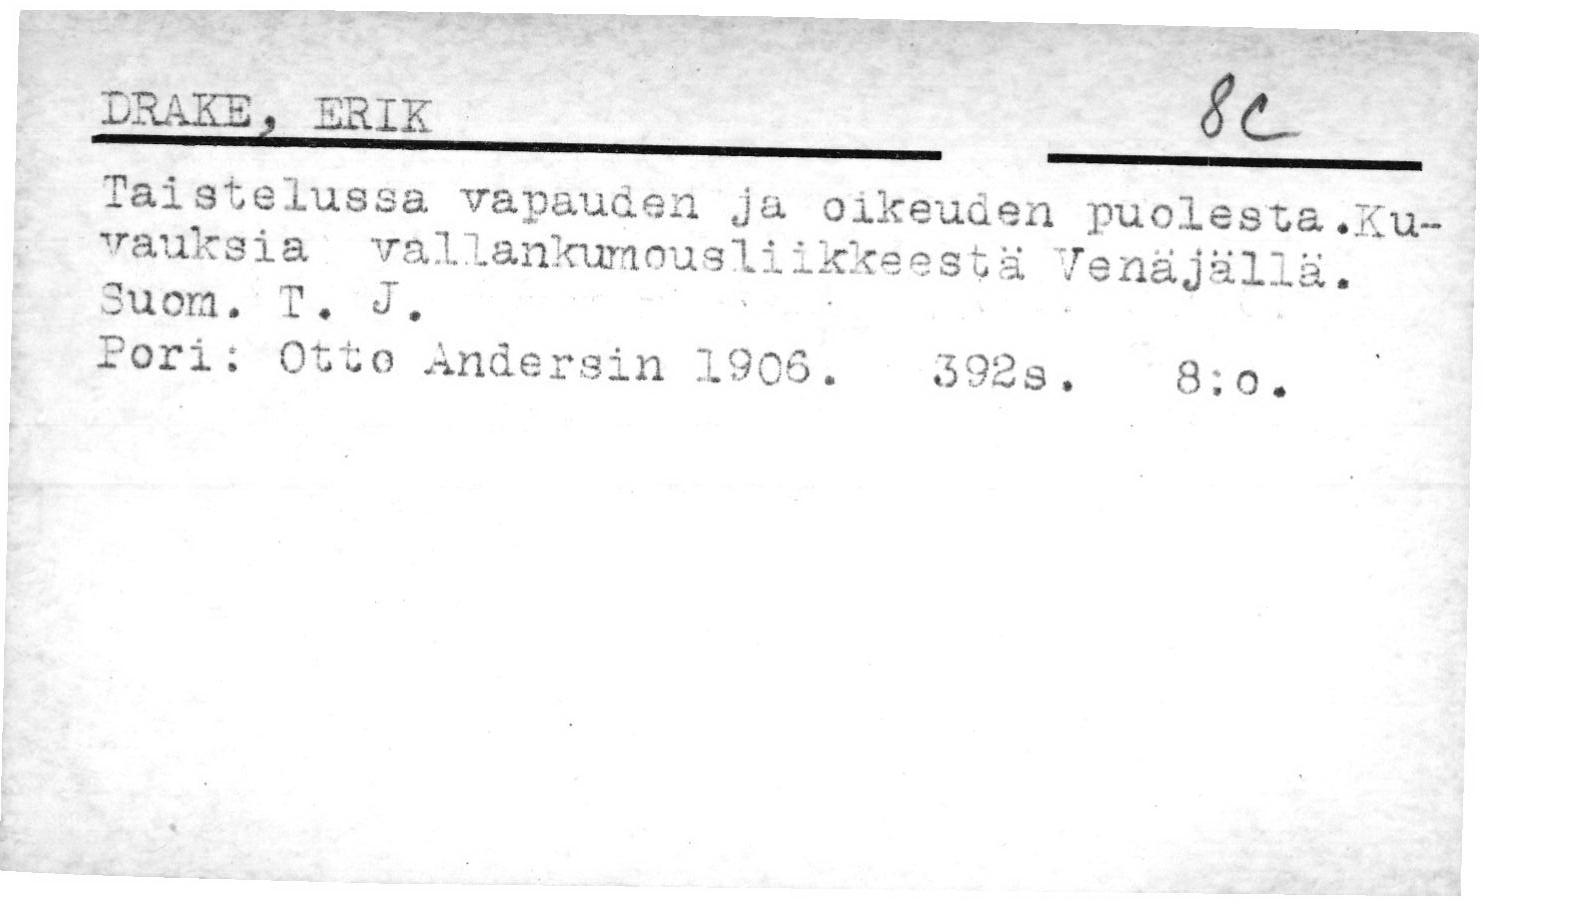 DRAKE, ERIK 8C
Taistelussa vapauden ja oikeuden puolesta.Ku-
vauksia vallankumousliikkeestä Venäjällä.
Suom. T. J.
Pori: Otto Andersin 1906. 392s. 8:o.